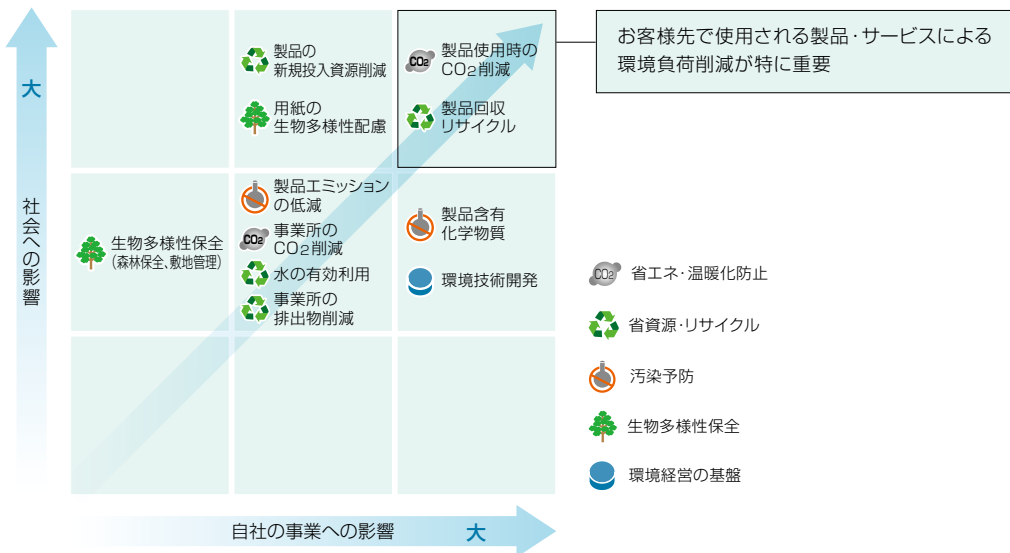 大
社会への影響
製品の
新規投入資源削減
用紙の
生物多様性配慮
CO2
製品使用時の
CO2削減
製品回収
リサイクル
お客様先で使用される製品・サービスによる
環境負荷削減が特に重要
生物多様性保全
(森林保全、敷地管理)
製品エミッション
の低減
CO2
事業所の
CO2削減
水の有効利用
事業所の
排出物削減
製品含有
化学物質
環境技術開発
CO2
省エネ・温暖化防止
省資源・リサイクル
汚染予防
生物多様性保全
環境経営の基盤
自社の事業への影響 大